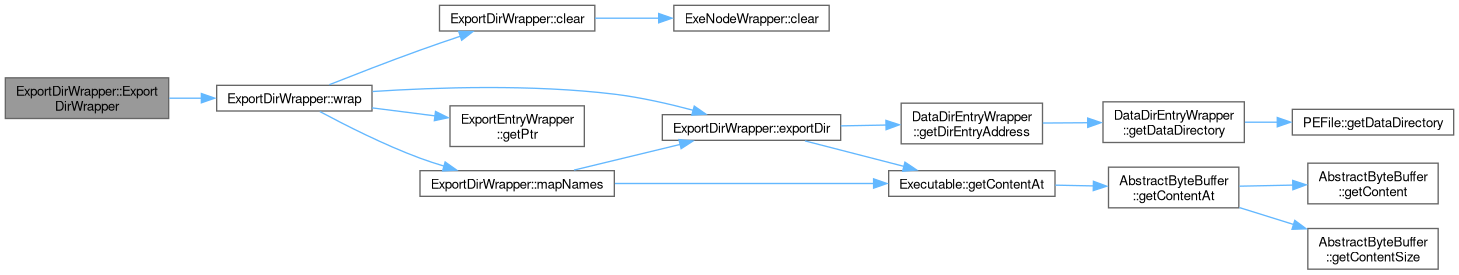 ExportDirWrapper::Export
DirWrapper
ExportDirWrapper::wrap
ExportDirWrapper::clear
ExeNodeWrapper::clear
ExportEntryWrapper
::getPtr
ExportDirWrapper::mapNames
ExportDirWrapper::exportDir
DataDirEntryWrapper
::getDirEntryAddress
DataDirEntryWrapper
::getDataDirectory
PEFile::getDataDirectory
Executable::getContentAt
AbstractByteBuffer
::getContentAt
AbstractByteBuffer
::getContent
AbstractByteBuffer
::getContentSize